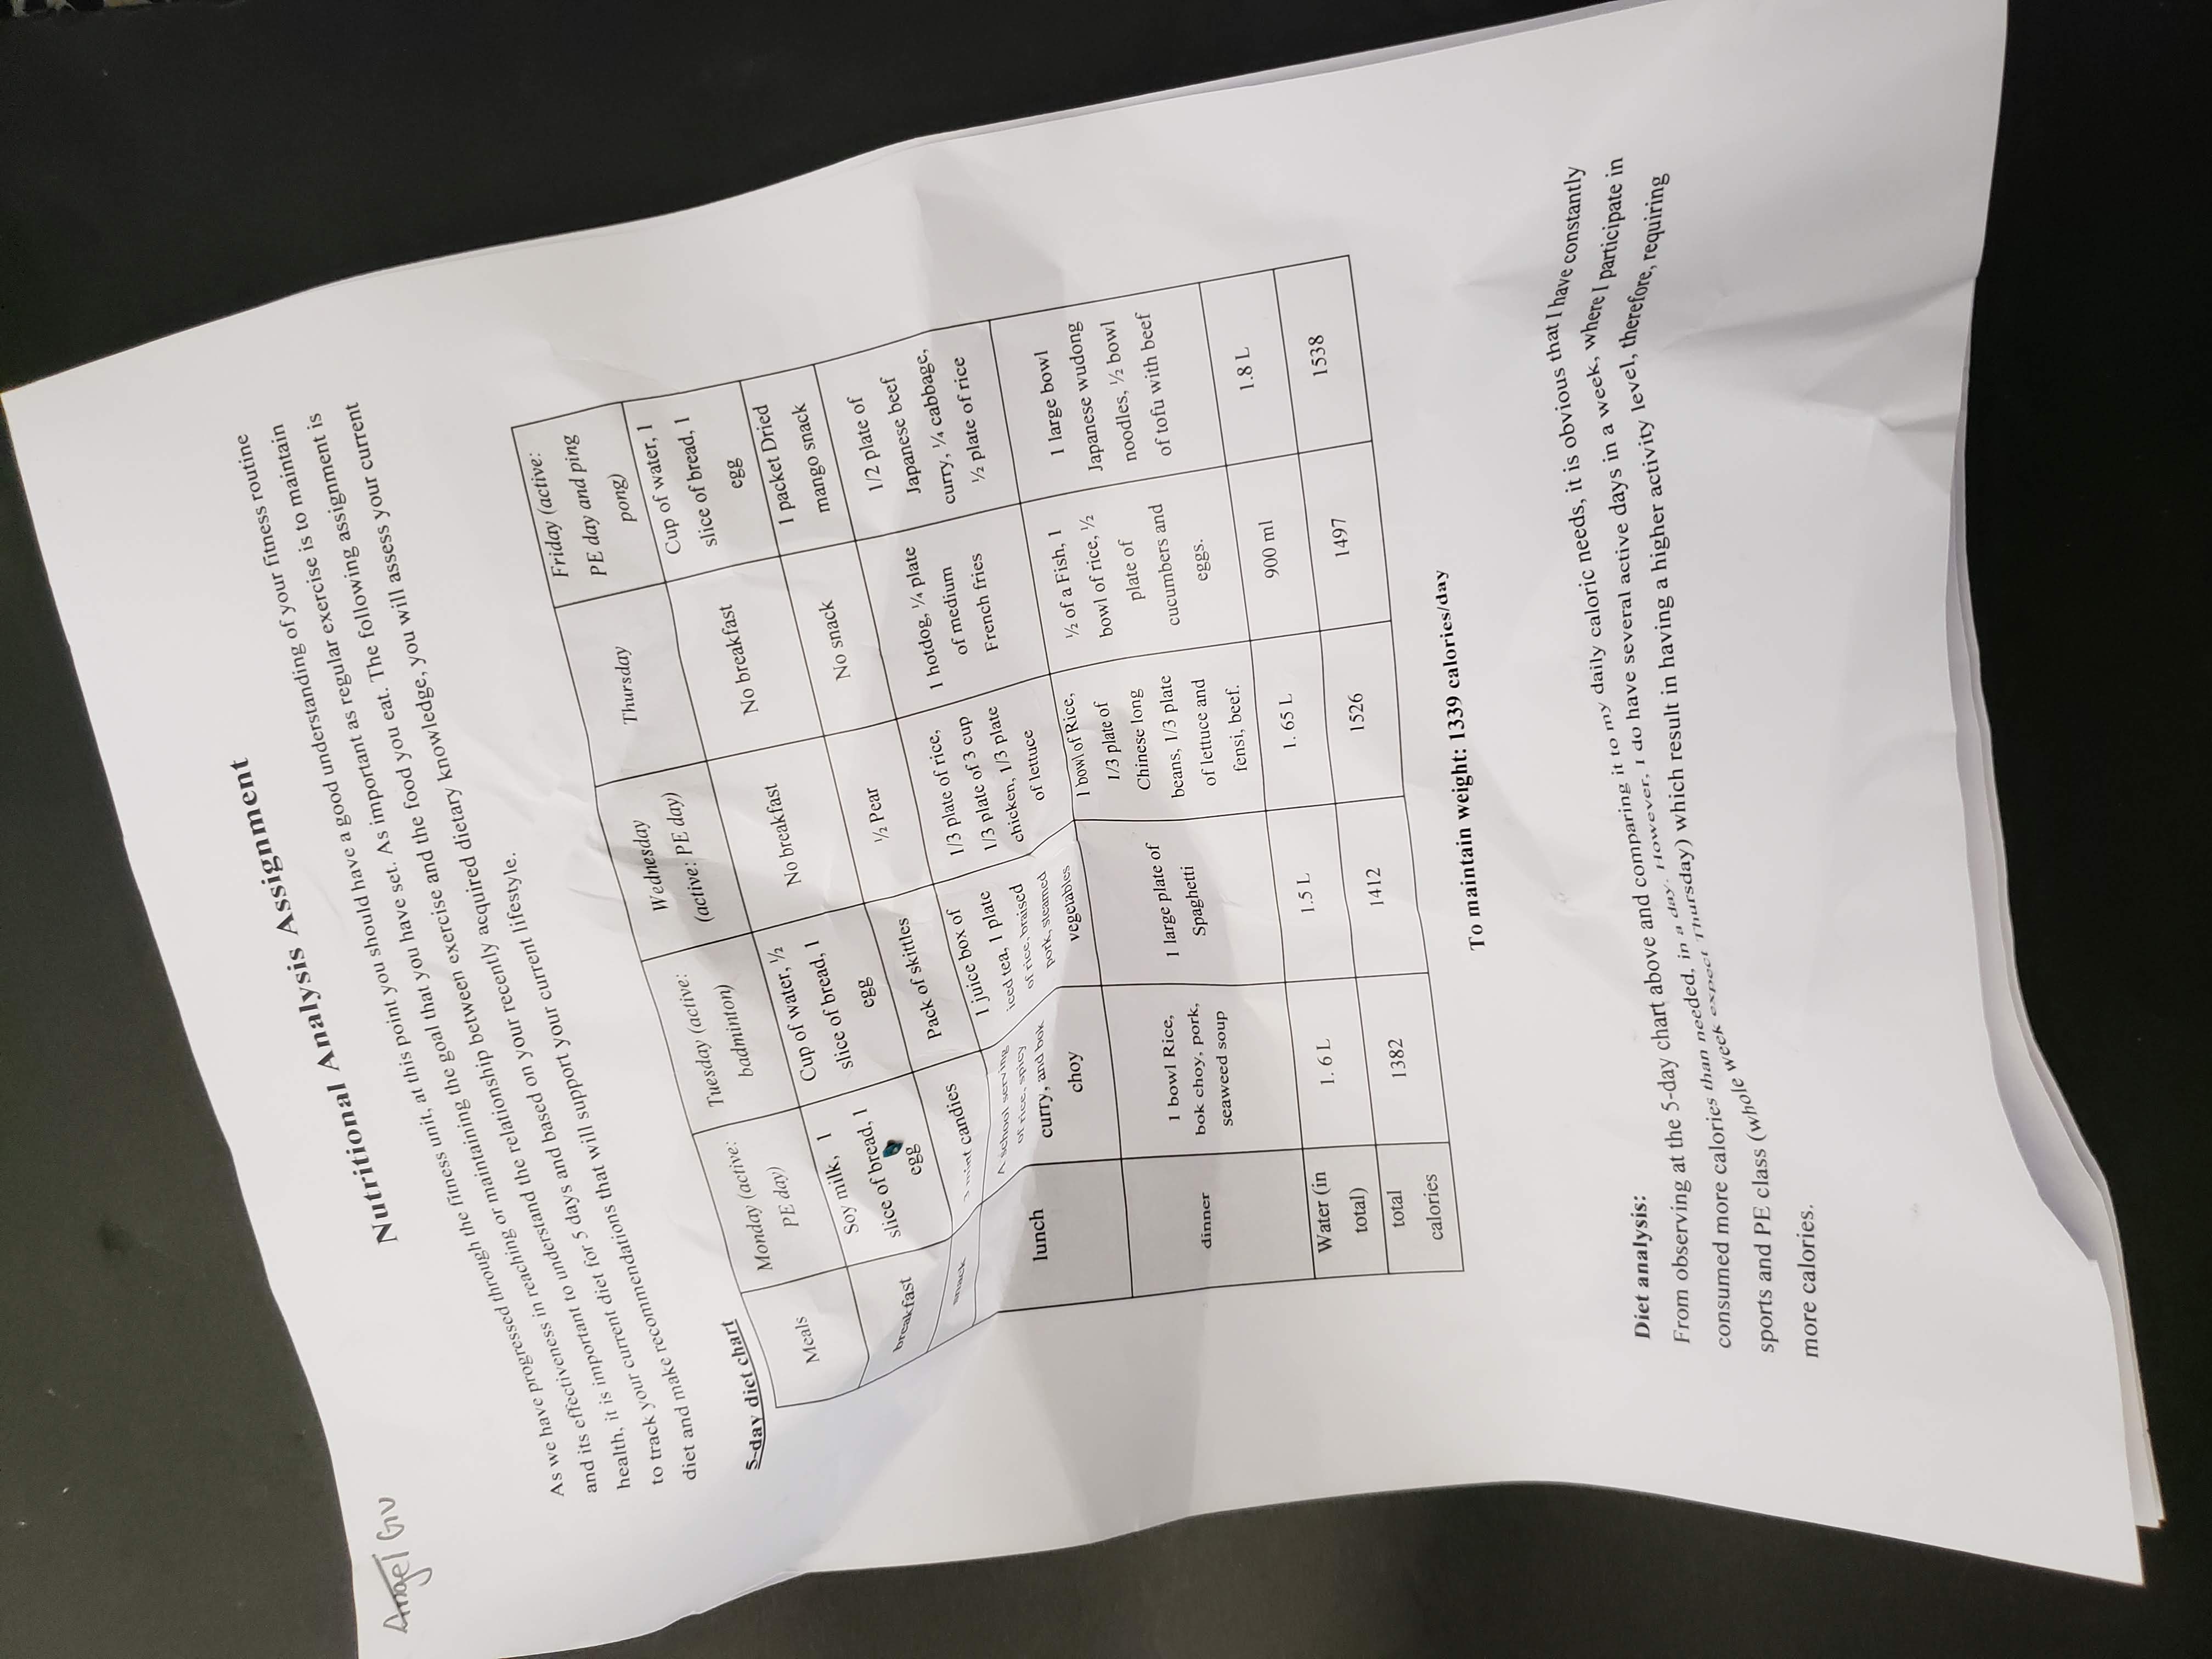 Angel Gu
Nutritional Analysis Assignment
As we have progressed through the fitness unit, at this point you should have a good understanding of your fitness routine
and its effectiveness in reaching or maintaining the goal that you have set. As important as regular exercise is to maintain
health, it is important to understand the relationship between exercise and the food you eat. The following assignment is
to track your current diet for 5 days and based on your recently acquired dietary knowledge, you will assess your current
diet and make recommendations that will support your current lifestyle.
5-day diet chart
Meals
Monday (active:
PE day)
Tuesday (active:
badminton)
Wednesday
(active: PE day)
Thursday
Friday (active:
PE day and ping
pong)
breakfast
Soy milk, 1
slice of bread, 1
egg
Cup of water, ½
slice of bread, 1
egg
No breakfast
No breakfast
Cup of water, 1
slice of bread, 1
egg
snack
3 mint candies
Pack of skittles
½ Pear
No snack
1 packet Dried
mango snack
lunch
A school serving
of rice, spicy
curry, and bok
choy
1 juice box of
iced tea, 1 plate
of rice, braised
pork, steamed
vegetables
1/3 plate of rice,
1/3 plate of 3 cup
chicken, 1/3 plate
of lettuce
1 hotdog, ¼ plate
of medium
French fries
1/2 plate of
Japanese beef
curry, ¼ cabbage,
½ plate of rice
dinner
1 bowl Rice,
bok choy, pork,
seaweed soup
1 large plate of
Spaghetti
1 bowl of Rice,
1/3 plate of
Chinese long
beans, 1/3 plate
of lettuce and
fensi, beef.
½ of a Fish, 1
bowl of rice, ½
plate of
cucumbers and
eggs.
1 large bowl
Japanese wudong
noodles, ½ bowl
of tofu with beef
Water (in
total)
1. 6 L
1.5 L
1. 65 L
900 ml
1.8 L
total
calories
1382
1412
1526
1497
1538
To maintain weight: 1339 calories/day
Diet analysis:
From observing at the 5-day chart above and comparing it to my daily caloric needs, it is obvious that I have constantly
consumed more calories than needed, in a day. However, I do have several active days in a week, where I participate in
sports and PE class (whole week expect Thursday) which result in having a higher activity level, therefore, requiring
more calories.